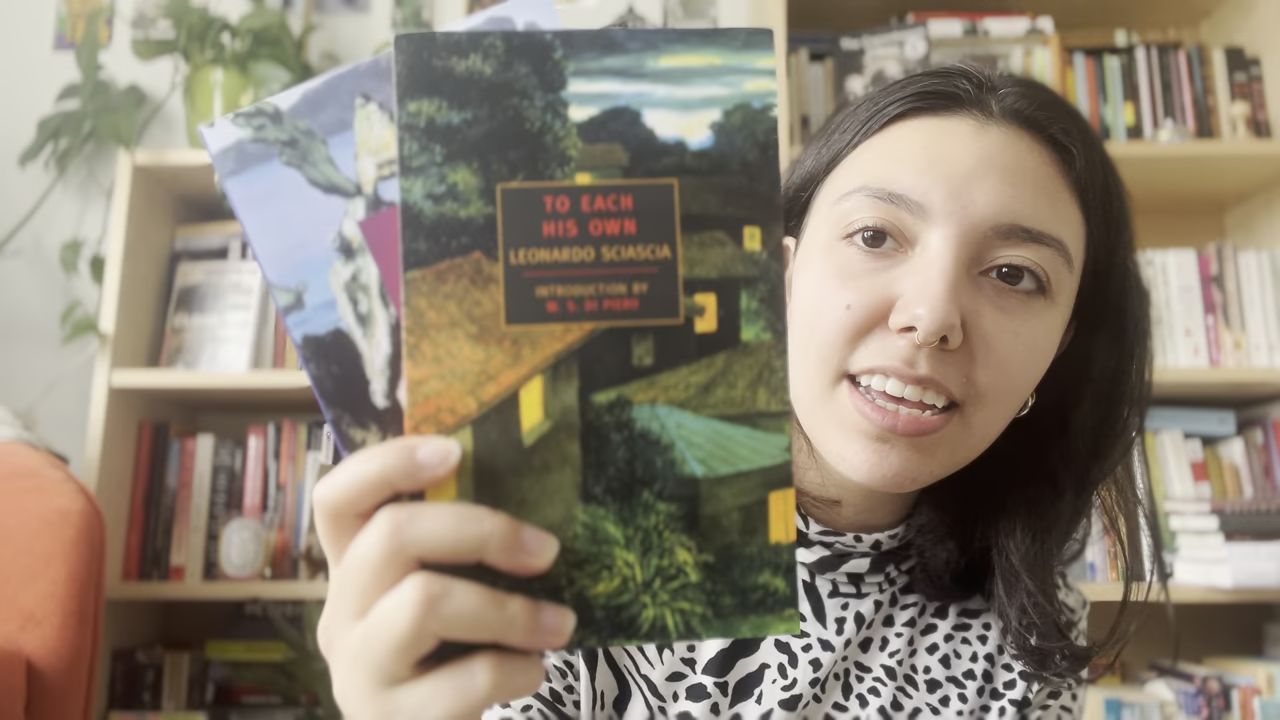 TO EACH
HIS OWN
LEONARDO SCIASCIA
INTRODUCTION BY
W. S. DI PIERO